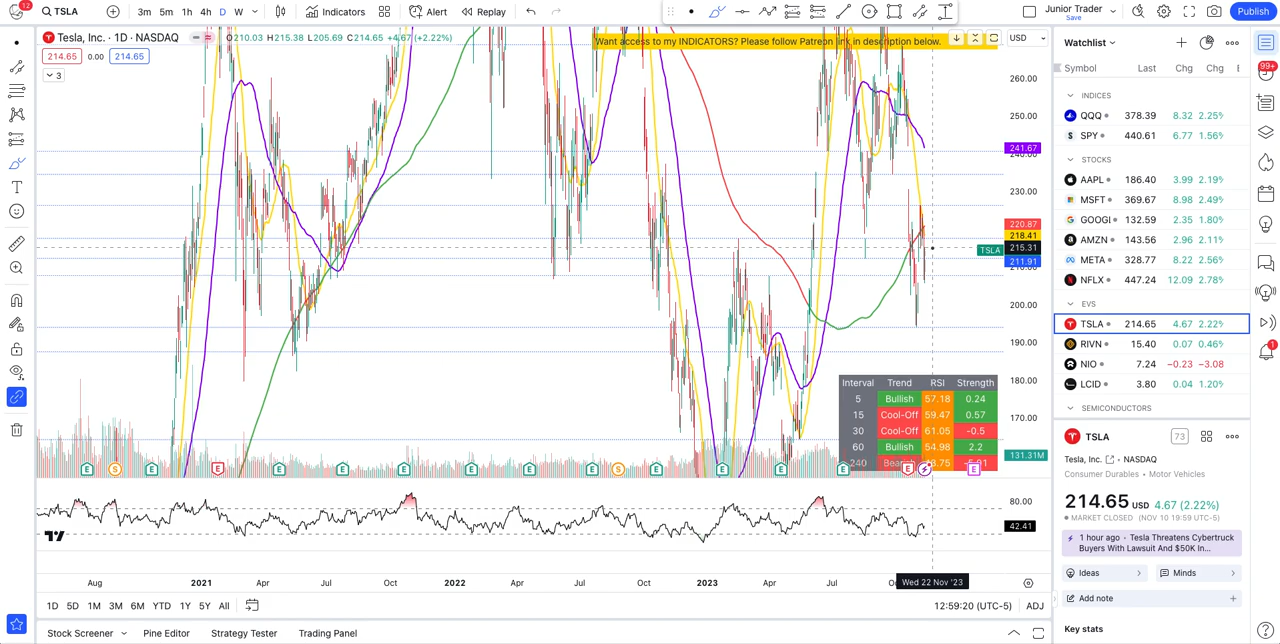 12 TSLA 3m 5m 1h 4h D W Indicators Alert Replay Junior Trader Save Publish
Tesla, Inc. · 1D · NASDAQ O210.03 H215.38 L205.69 C214.65 +4.67 (+2.22%)
Want access to my INDICATORS? Please follow Patreon link in description below.
USD
214.65 0.00 214.65
3
260.00
250.00
241.67
240.00
230.00
220.87
218.41
TSLA 215.31
211.91
210.00
200.00
190.00
180.00
170.00
131.31M
Interval Trend RSI Strength
5 Bullish 57.18 0.24
15 Cool-Off 59.47 0.57
30 Cool-Off 61.05 -0.5
60 Bullish 54.98 2.2
240
E S E E E E E E E E S E E E E E E
80.00
42.41
Aug 2021 Apr Jul Oct 2022 Apr Jul Oct 2023 Apr Jul Wed 22 Nov '23
1D 5D 1M 3M 6M YTD 1Y 5Y All 12:59:20 (UTC-5) ADJ
Stock Screener Pine Editor Strategy Tester Trading Panel
Watchlist
Symbol Last Chg Chg
INDICES
QQQ 378.39 8.32 2.25%
SPY 440.61 6.77 1.56%
STOCKS
AAPL 186.40 3.99 2.19%
MSFT 369.67 8.98 2.49%
GOOGL 132.59 2.35 1.80%
AMZN 143.56 2.96 2.11%
META 328.77 8.22 2.56%
NFLX 447.24 12.09 2.78%
EVS
TSLA 214.65 4.67 2.22%
RIVN 15.40 0.07 0.46%
NIO 7.24 −0.23 −3.08
LCID 3.80 0.04 1.20%
SEMICONDUCTORS
TSLA 73
Tesla, Inc. · NASDAQ
Consumer Durables · Motor Vehicles
214.65 USD 4.67 (2.22%)
MARKET CLOSED (NOV 10 19:59 UTC-5)
1 hour ago · Tesla Threatens Cybertruck
Buyers With Lawsuit And $50K In...
Ideas Minds
Add note
Key stats
99+
1